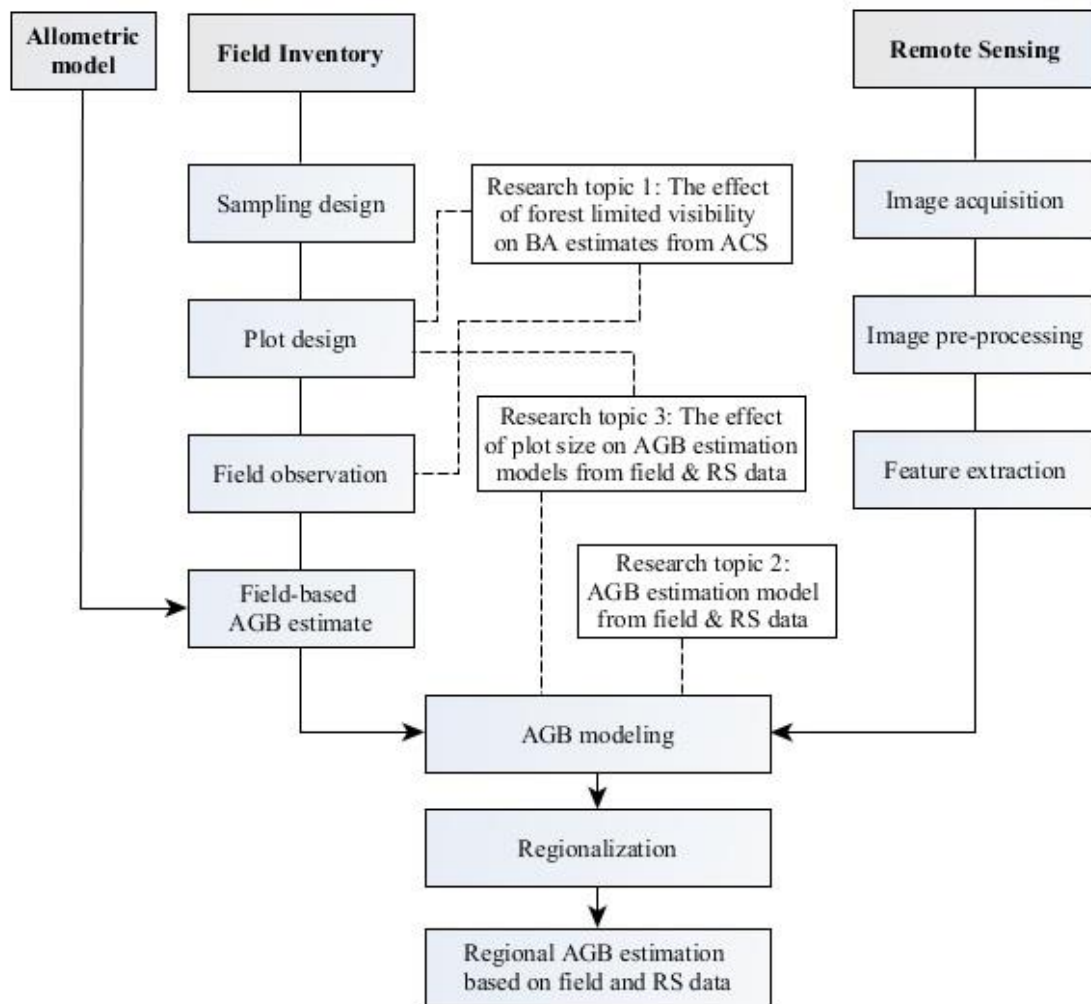 Allometric
model
Field Inventory
Remote Sensing
Sampling design
Research topic 1: The effect
of forest limited visibility
on BA estimates from ACS
Image acquisition
Plot design
Image pre-processing
Research topic 3: The effect
of plot size on AGB estimation
models from field & RS data
Field observation
Feature extraction
Research topic 2:
AGB estimation model
from field & RS data
Field-based
AGB estimate
AGB modeling
Regionalization
Regional AGB estimation
based on field and RS data